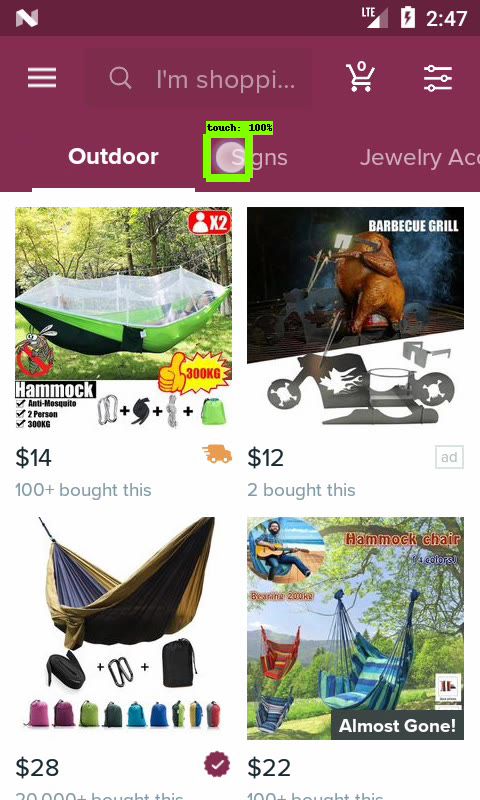 LTE
2:47
I'm shoppi...
0
touch: 100%
Outdoor
Signs
Jewelry Acc
X2
300KG
Hammock
Anti-Mosquito
2 Person
300KG
BARBECUE GRILL
$14
100+ bought this
$12
ad
2 bought this
Hammock chair
( 4 colors)
Bearing 200kg
Almost Gone!
$28
20,000+ bought this
$22
100+ bought this